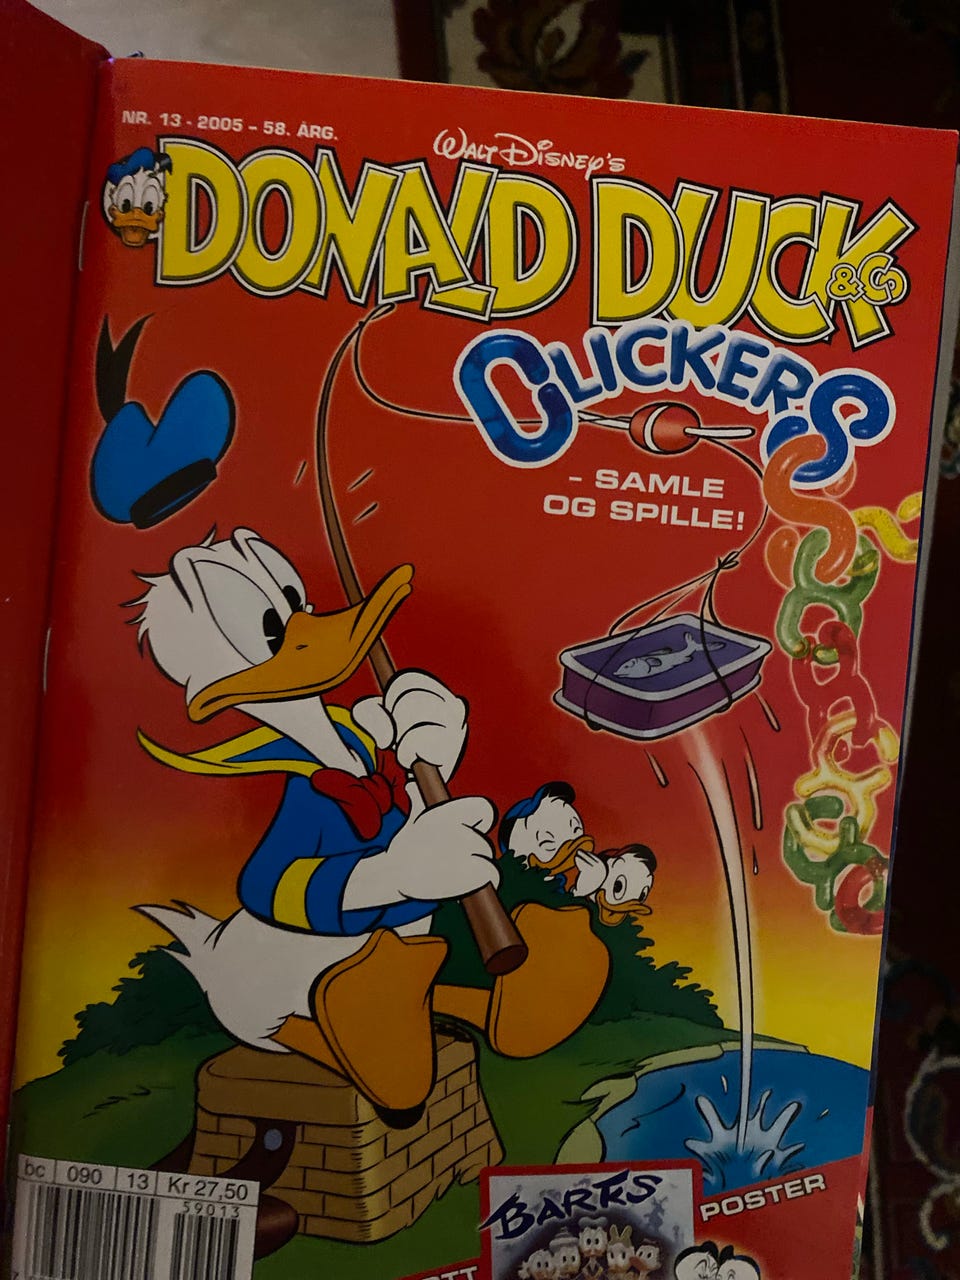 NR. 13 - 2005 - 58. ÅRG.
WALT DISNEY'S
DONALD DUCK
& Co
CLICKERS
- SAMLE
OG SPILLE!
bc 090 13 Kr 27,50
59013
BARKS
POSTER